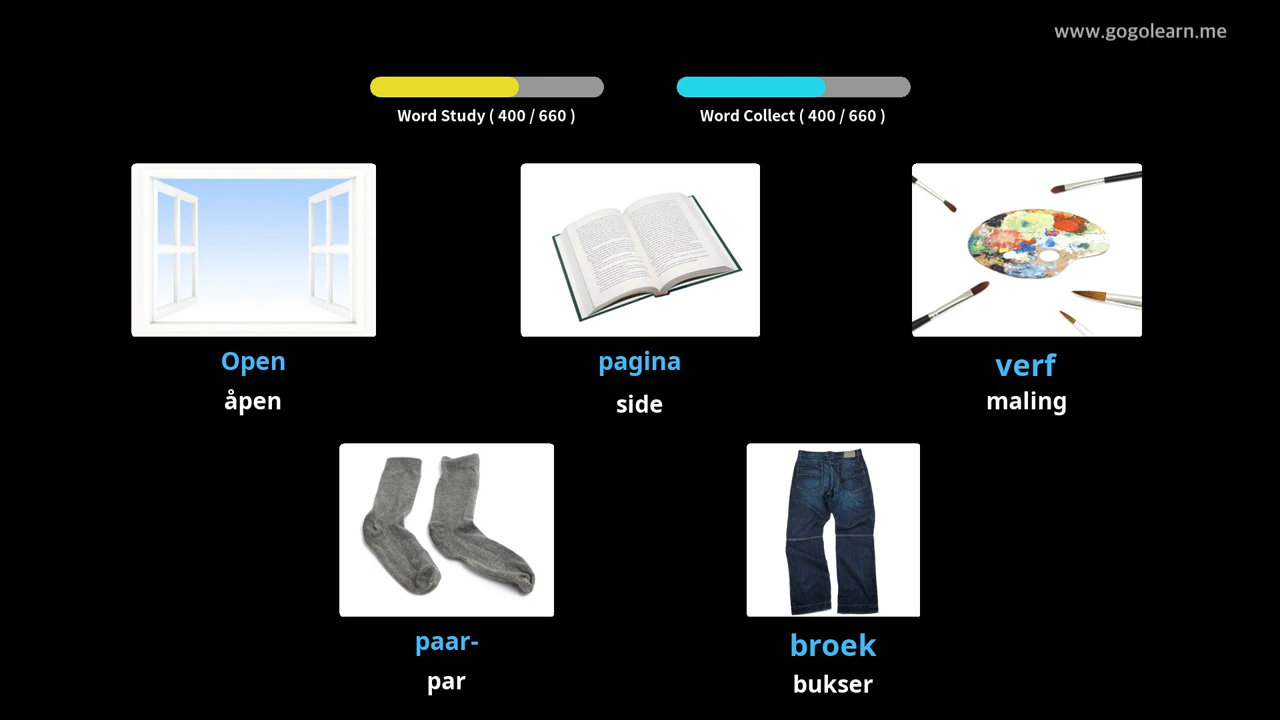 www.gogolearn.me
Word Study ( 400 / 660 )
Word Collect ( 400 / 660 )
Open
åpen
pagina
side
verf
maling
paar-
par
broek
bukser